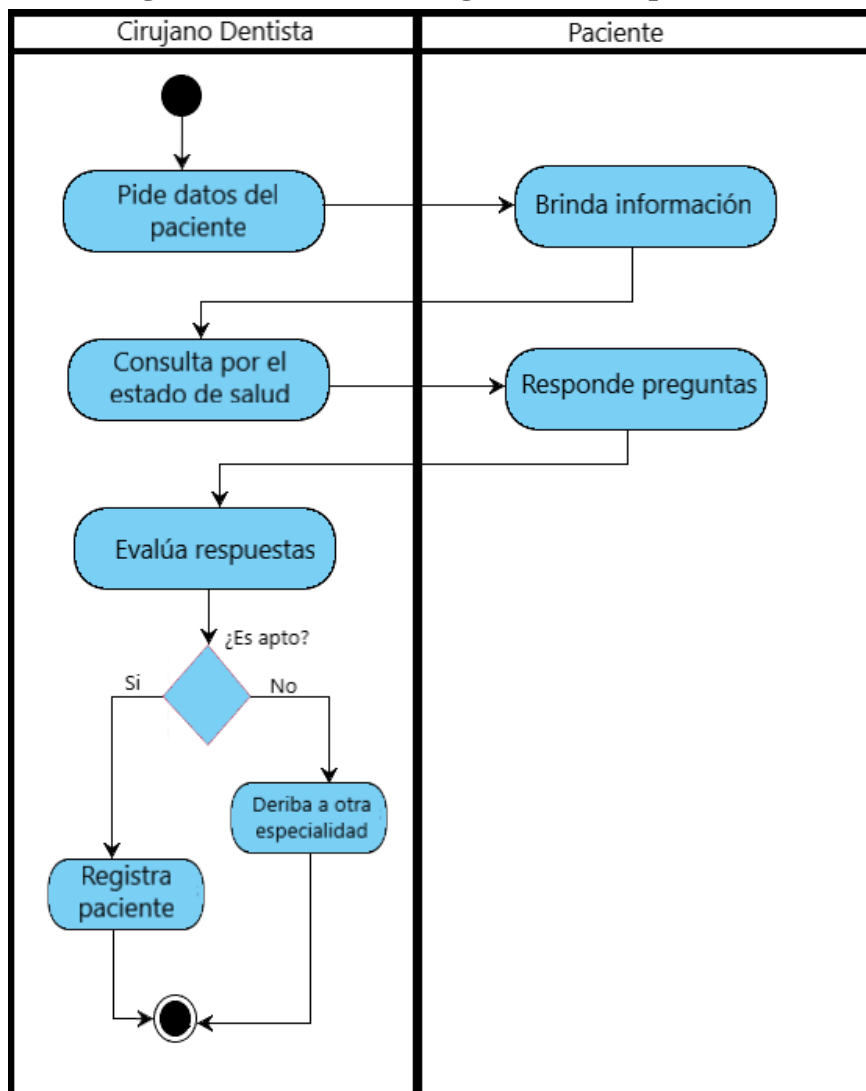 Cirujano Dentista
Paciente
Pide datos del
paciente
Brinda información
Consulta por el
estado de salud
Responde preguntas
Evalúa respuestas
¿Es apto?
Si
No
Deriba a otra
especialidad
Registra
paciente